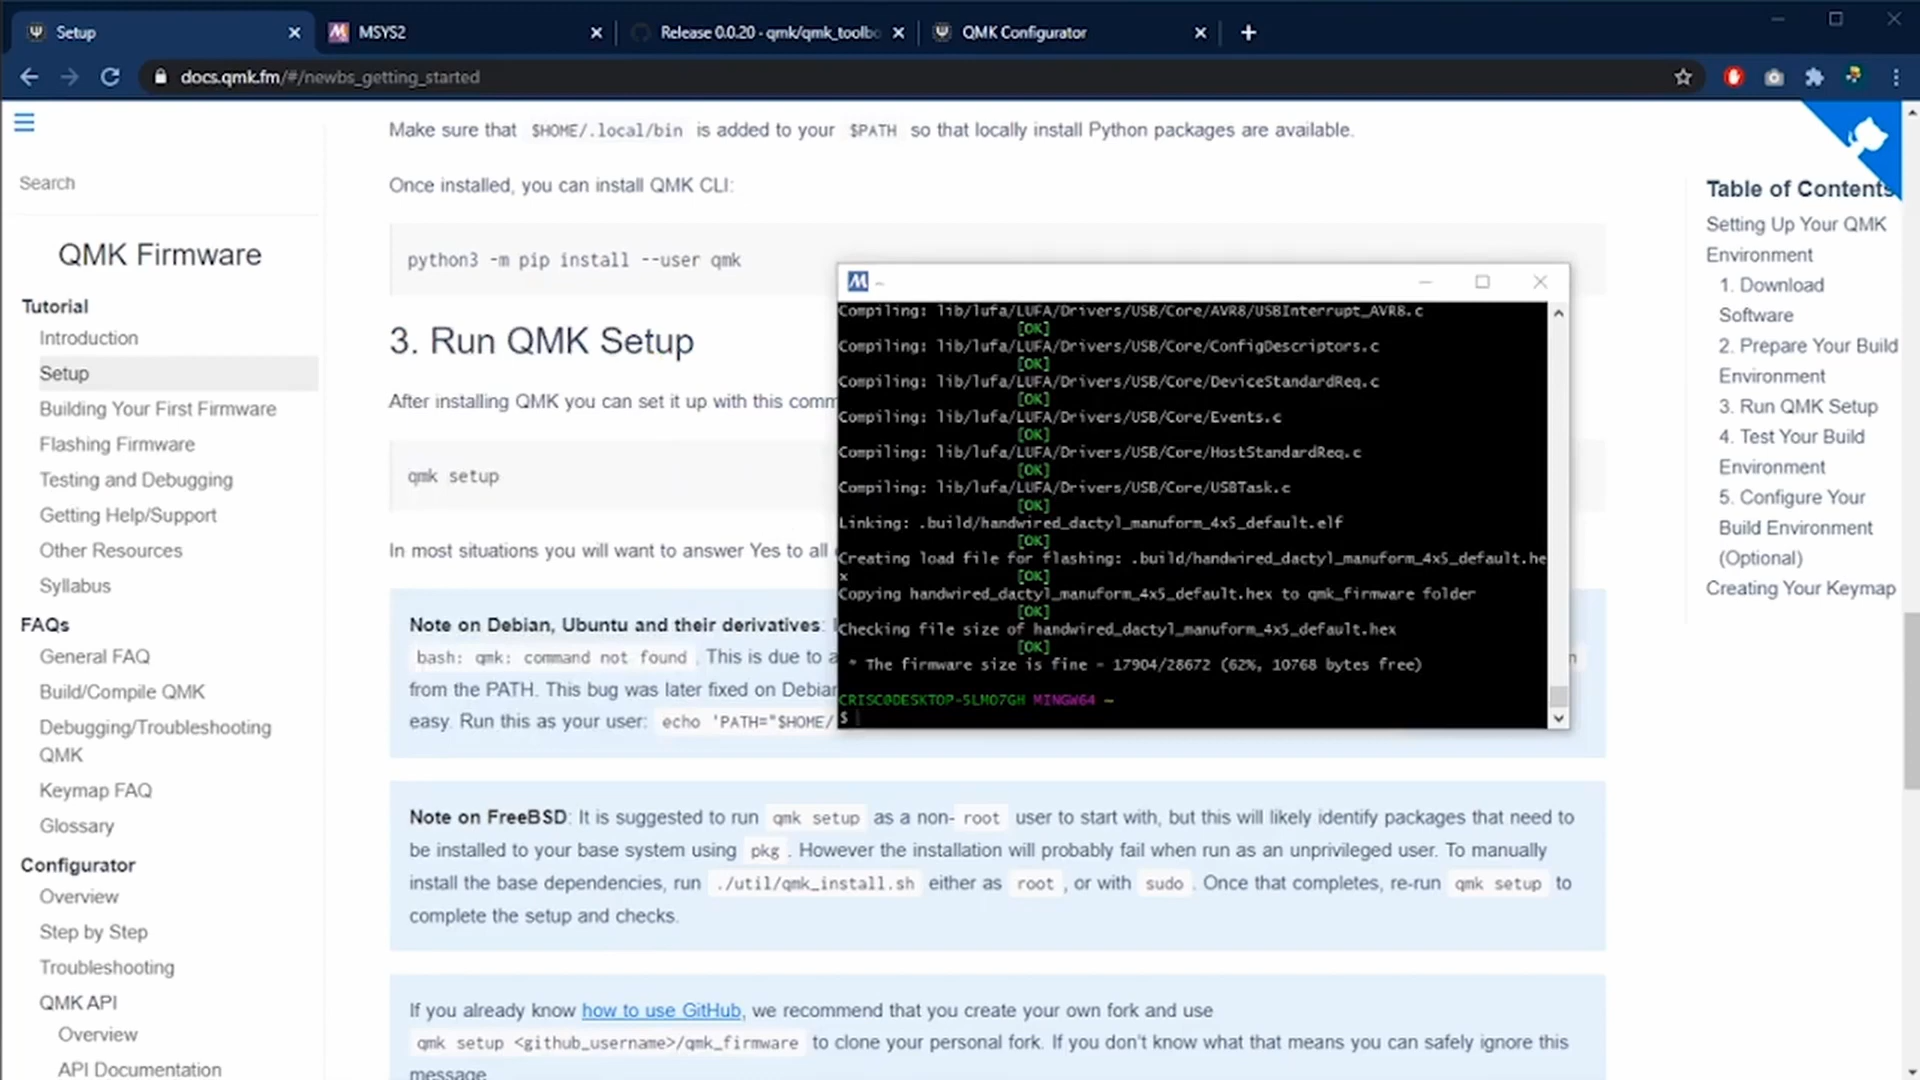 Setup
MSYS2
Release 0.0.20 · qmk/qmk_toolbo
QMK Configurator
docs.qmk.fm/#/newbs_getting_started
Search
QMK Firmware
Tutorial
Introduction
Setup
Building Your First Firmware
Flashing Firmware
Testing and Debugging
Getting Help/Support
Other Resources
Syllabus
FAQs
General FAQ
Build/Compile QMK
Debugging/Troubleshooting
QMK
Keymap FAQ
Glossary
Configurator
Overview
Step by Step
Troubleshooting
QMK API
Overview
API Documentation
Make sure that $HOME/.local/bin is added to your $PATH so that locally install Python packages are available.
Once installed, you can install QMK CLI:
python3 -m pip install --user qmk
3. Run QMK Setup
After installing QMK you can set it up with this comm
qmk setup
In most situations you will want to answer Yes to all
Note on Debian, Ubuntu and their derivatives:
bash: qmk: command not found . This is due to a
from the PATH. This bug was later fixed on Debian
easy. Run this as your user: echo 'PATH="$HOME/
Note on FreeBSD: It is suggested to run qmk setup as a non- root user to start with, but this will likely identify packages that need to
be installed to your base system using pkg . However the installation will probably fail when run as an unprivileged user. To manually
install the base dependencies, run ./util/qmk_install.sh either as root , or with sudo . Once that completes, re-run qmk setup to
complete the setup and checks.
If you already know how to use GitHub, we recommend that you create your own fork and use
qmk setup <github_username>/qmk_firmware to clone your personal fork. If you don't know what that means you can safely ignore this
message
~
Compiling: lib/lufa/LUFA/Drivers/USB/Core/AVR8/USBInterrupt_AVR8.c
[OK]
Compiling: lib/lufa/LUFA/Drivers/USB/Core/ConfigDescriptors.c
[OK]
Compiling: lib/lufa/LUFA/Drivers/USB/Core/DeviceStandardReq.c
[OK]
Compiling: lib/lufa/LUFA/Drivers/USB/Core/Events.c
[OK]
Compiling: lib/lufa/LUFA/Drivers/USB/Core/HostStandardReq.c
[OK]
Compiling: lib/lufa/LUFA/Drivers/USB/Core/USBTask.c
[OK]
Linking: .build/handwired_dactyl_manuform_4x5_default.elf
[OK]
Creating load file for flashing: .build/handwired_dactyl_manuform_4x5_default.he
x [OK]
Copying handwired_dactyl_manuform_4x5_default.hex to qmk_firmware folder
[OK]
Checking file size of handwired_dactyl_manuform_4x5_default.hex
[OK]
* The firmware size is fine - 17904/28672 (62%, 10768 bytes free)
CRISC@DESKTOP-5LMO7GH MINGW64 ~
$
Table of Contents
Setting Up Your QMK
Environment
1. Download
Software
2. Prepare Your Build
Environment
3. Run QMK Setup
4. Test Your Build
Environment
5. Configure Your
Build Environment
(Optional)
Creating Your Keymap